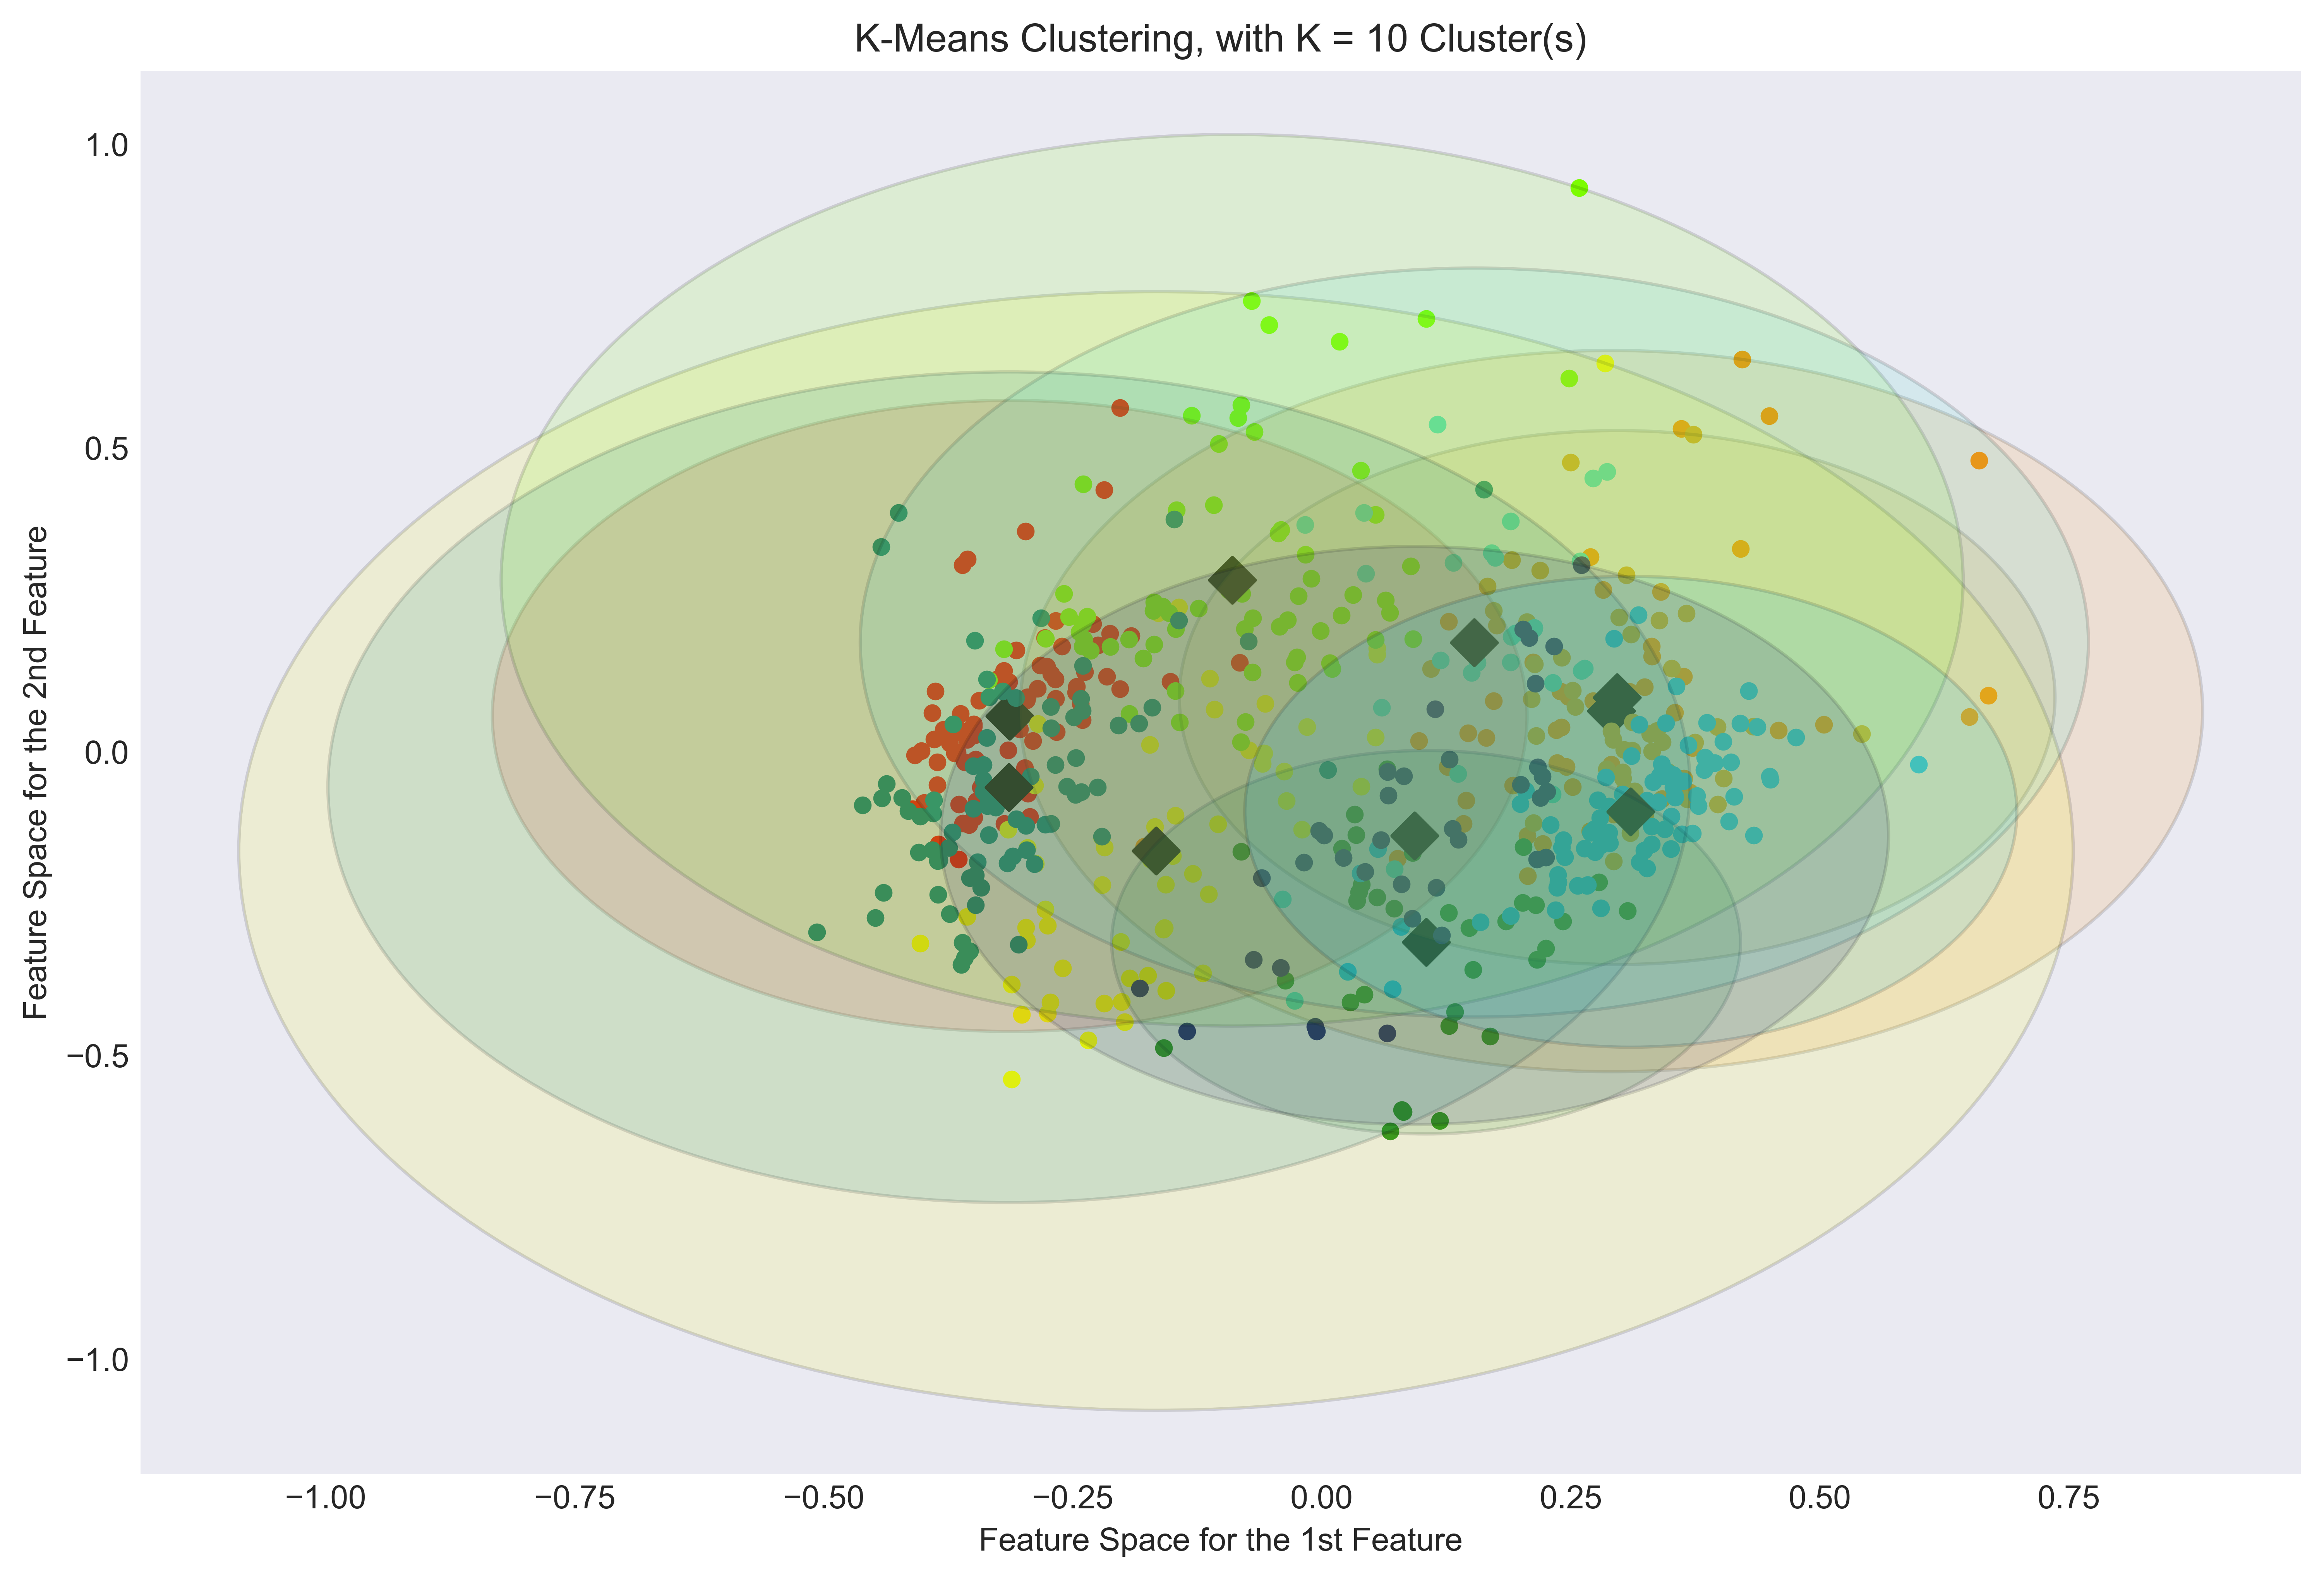 K-Means Clustering, with K = 10 Cluster(s)
1.0
0.5
0.0
−0.5
−1.0
Feature Space for the 2nd Feature
−1.00 −0.75 −0.50 −0.25 0.00 0.25 0.50 0.75
Feature Space for the 1st Feature